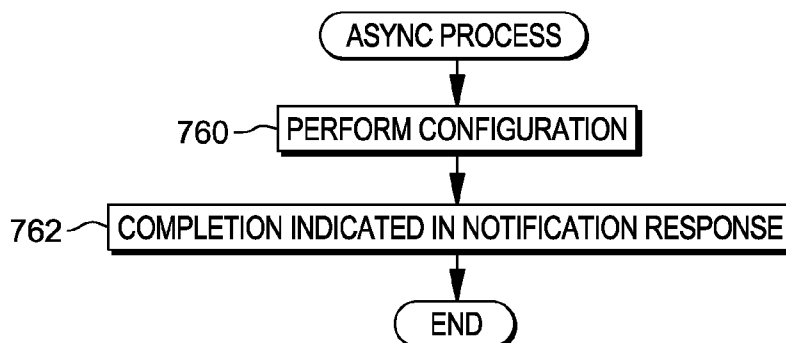 ASYNC PROCESS
760
PERFORM CONFIGURATION
762
COMPLETION INDICATED IN NOTIFICATION RESPONSE
END